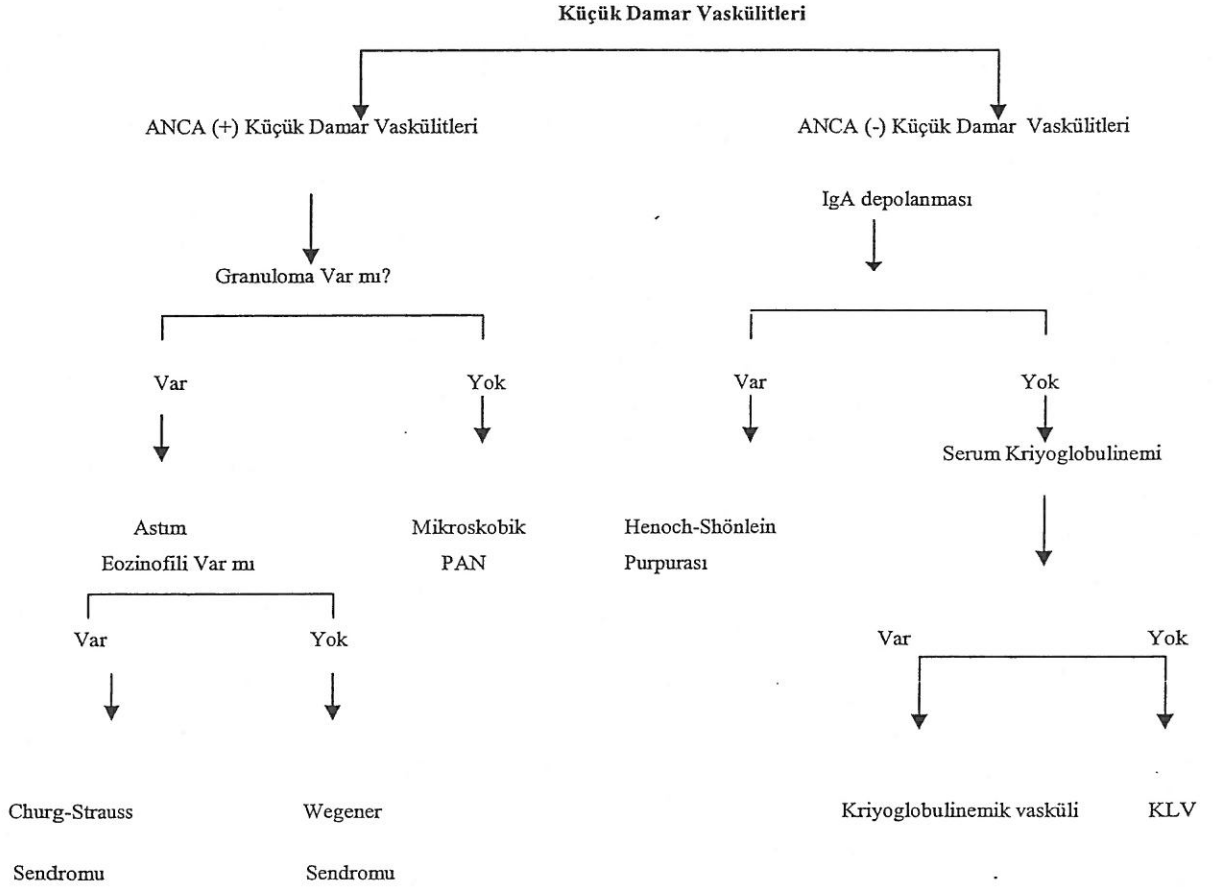 Küçük Damar Vaskülitleri
ANCA (+) Küçük Damar Vaskülitleri
ANCA (-) Küçük Damar Vaskülitleri
IgA depolanması
Granuloma Var mı?
Var
Yok
Var
Yok
Serum Kriyoglobulinemi
Astım
Eozinofili Var mı
Mikroskobik
PAN
Henoch-Shönlein
Purpurası
Var
Yok
Var
Yok
Churg-Strauss
Sendromu
Wegener
Sendromu
Kriyoglobulinemik vasküli
KLV